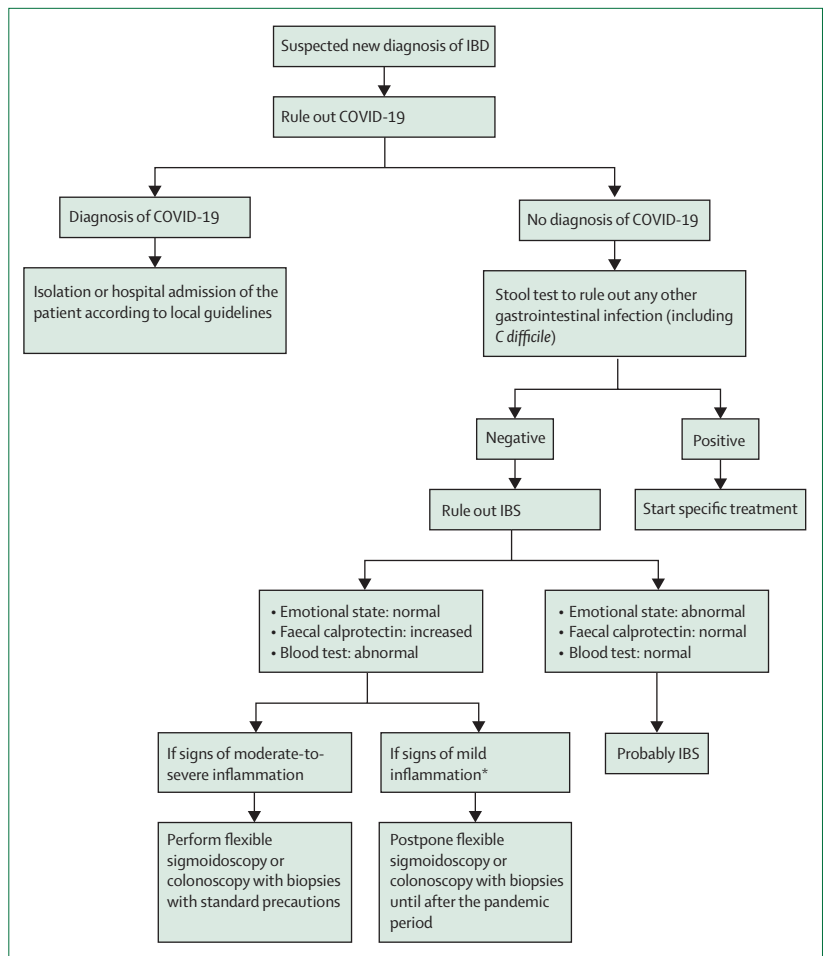 Suspected new diagnosis of IBD
Rule out COVID-19
Diagnosis of COVID-19
No diagnosis of COVID-19
Isolation or hospital admission of the
patient according to local guidelines
Stool test to rule out any other
gastrointestinal infection (including
C difficile)
Negative
Positive
Rule out IBS
Start specific treatment
• Emotional state: normal
• Faecal calprotectin: increased
• Blood test: abnormal
• Emotional state: abnormal
• Faecal calprotectin: normal
• Blood test: normal
If signs of moderate-to-
severe inflammation
If signs of mild
inflammation*
Probably IBS
Perform flexible
sigmoidoscopy or
colonoscopy with biopsies
with standard precautions
Postpone flexible
sigmoidoscopy or
colonoscopy with biopsies
until after the pandemic
period